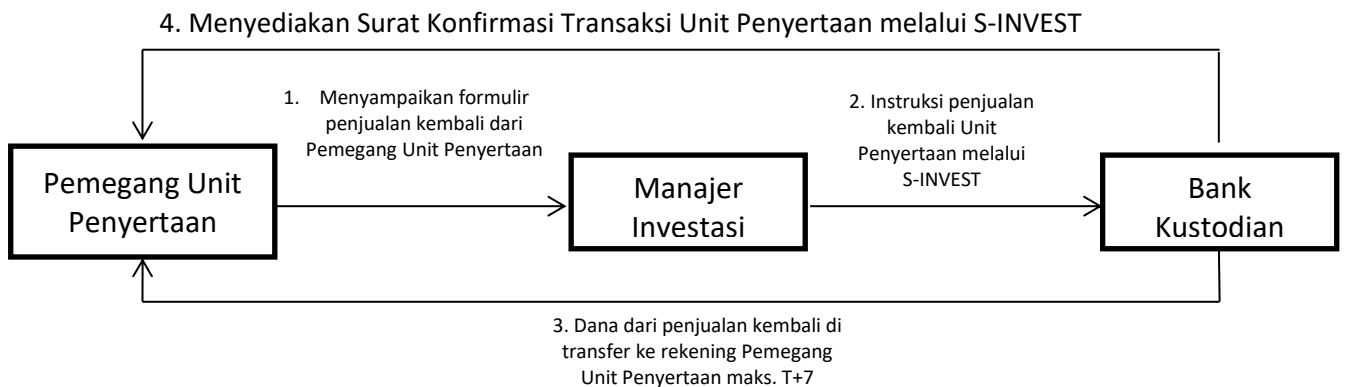 4. Menyediakan Surat Konfirmasi Transaksi Unit Penyertaan melalui S-INVEST
1. Menyampaikan formulir
penjualan kembali dari
Pemegang Unit Penyertaan
2. Instruksi penjualan
kembali Unit
Penyertaan melalui
S-INVEST
Pemegang Unit
Penyertaan
Manajer
Investasi
Bank
Kustodian
3. Dana dari penjualan kembali di
transfer ke rekening Pemegang
Unit Penyertaan maks. T+7